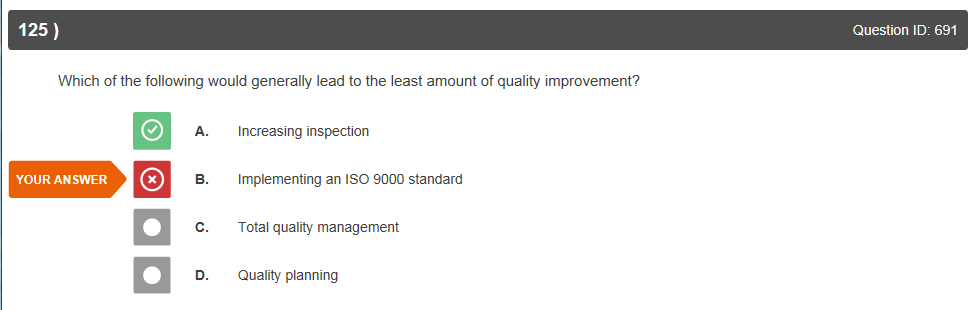 125 ) Question ID: 691
Which of the following would generally lead to the least amount of quality improvement?
A. Increasing inspection
YOUR ANSWER B. Implementing an ISO 9000 standard
C. Total quality management
D. Quality planning